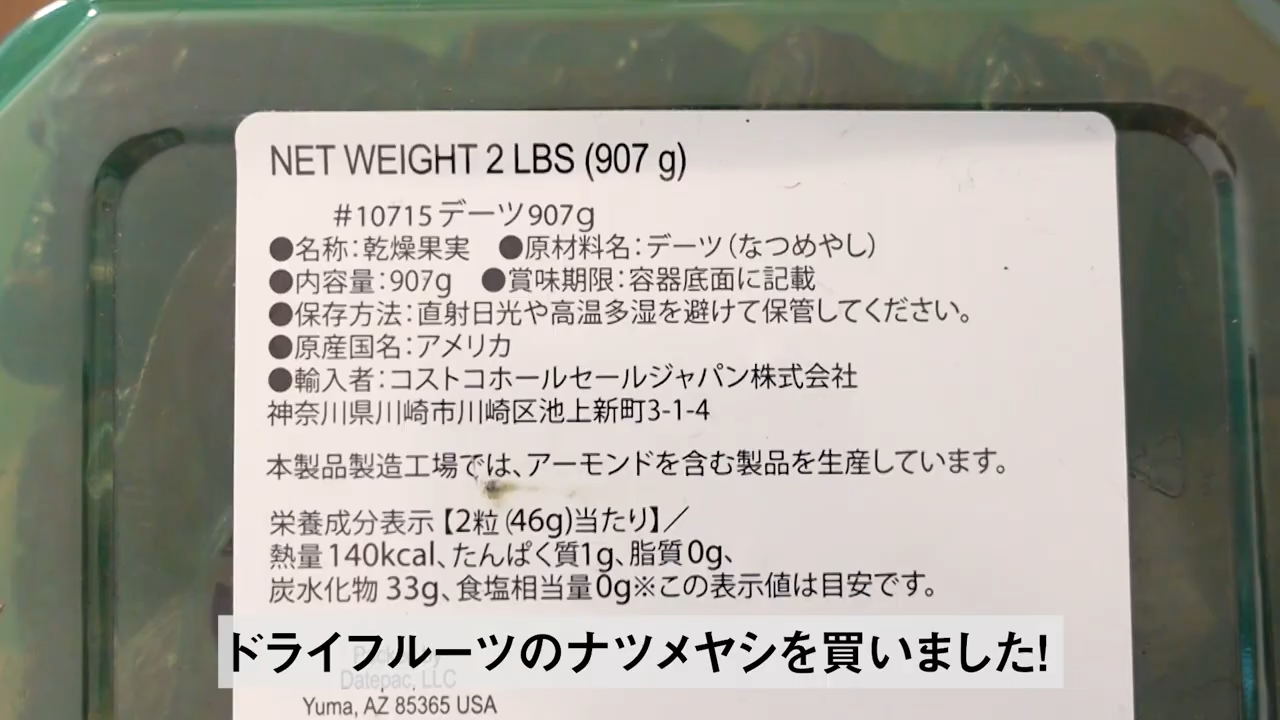 NET WEIGHT 2 LBS (907 g)
#10715デーツ907g
●名称:乾燥果実 ●原材料名:デーツ(なつめやし)
●内容量:907g ●賞味期限:容器底面に記載
●保存方法:直射日光や高温多湿を避けて保管してください。
●原産国名:アメリカ
●輸入者:コストコホールセールジャパン株式会社
神奈川県川崎市川崎区池上新町3-1-4
本製品製造工場では、アーモンドを含む製品を生産しています。
栄養成分表示【2粒(46g)当たり】/
熱量140kcal、たんぱく質1g、脂質0g、
炭水化物 33g、食塩相当量0g※この表示値は目安です。
ドライフルーツのナツメヤシを買いました!
Datepac, LLC
Yuma, AZ 85365 USA